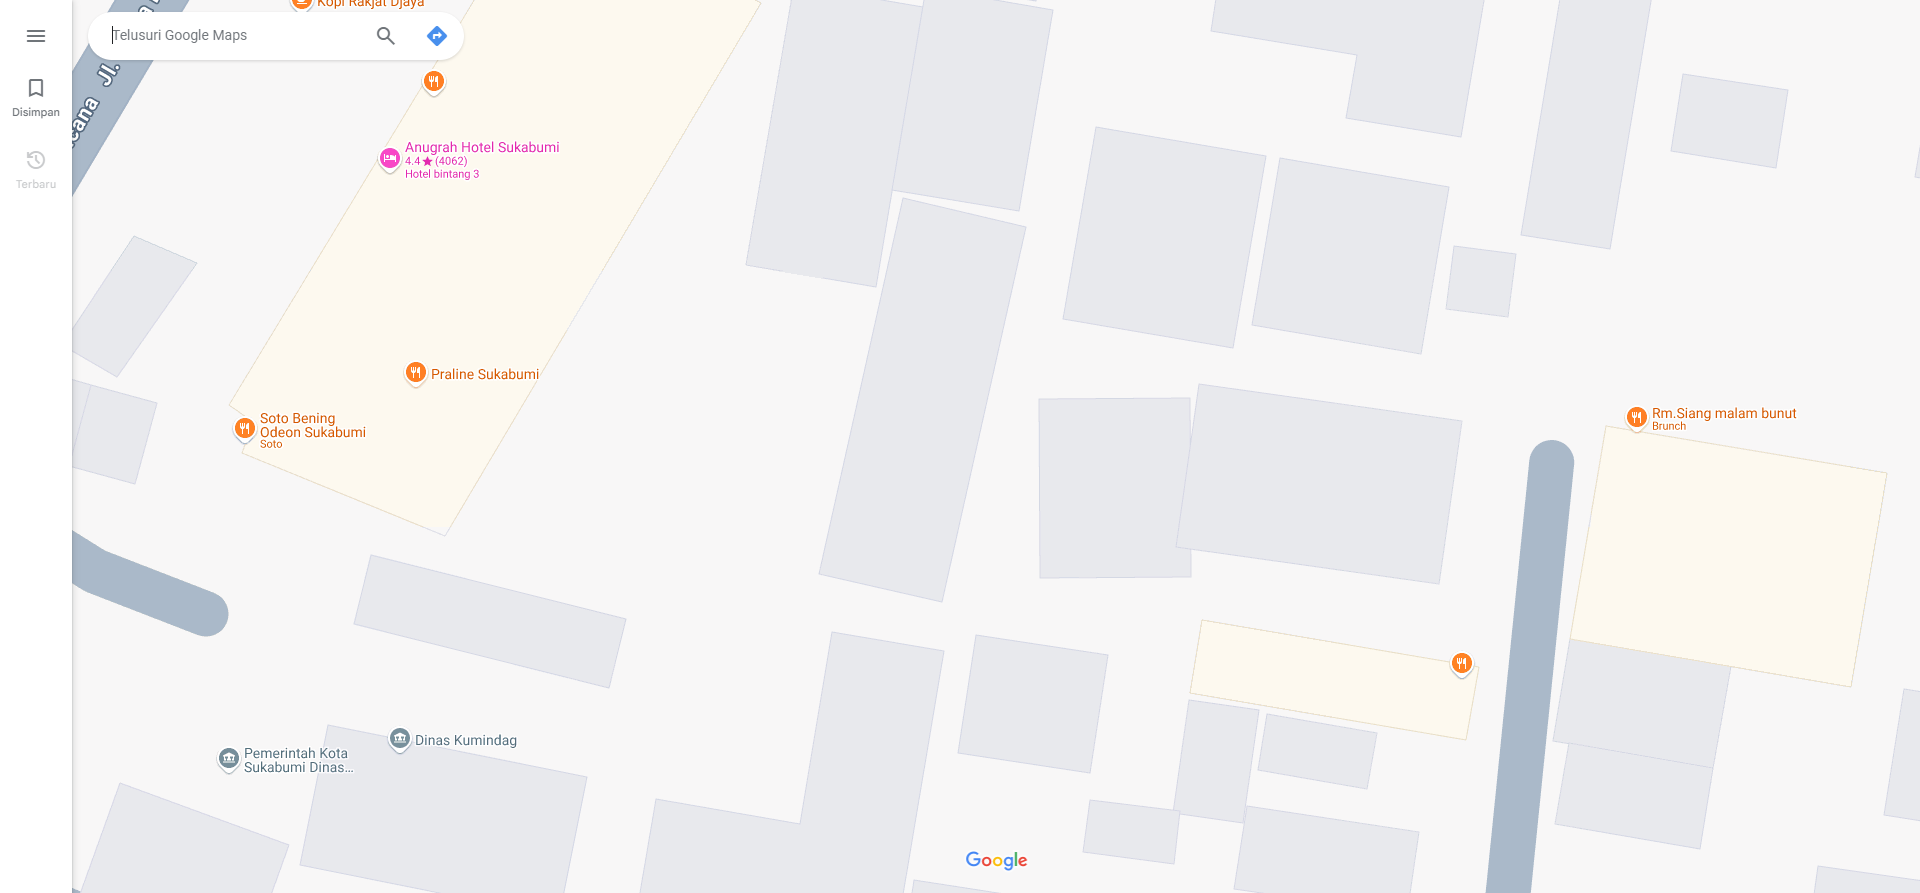 Kopi Rakjat Djaya
Telusuri Google Maps
Jl.
Disimpan
Terbaru
Anugrah Hotel Sukabumi
4.4★(4062)
Hotel bintang 3
Praline Sukabumi
Soto Bening
Odeon Sukabumi
Soto
Rm.Siang malam bunut
Brunch
Dinas Kumindag
Pemerintah Kota
Sukabumi Dinas...
Google